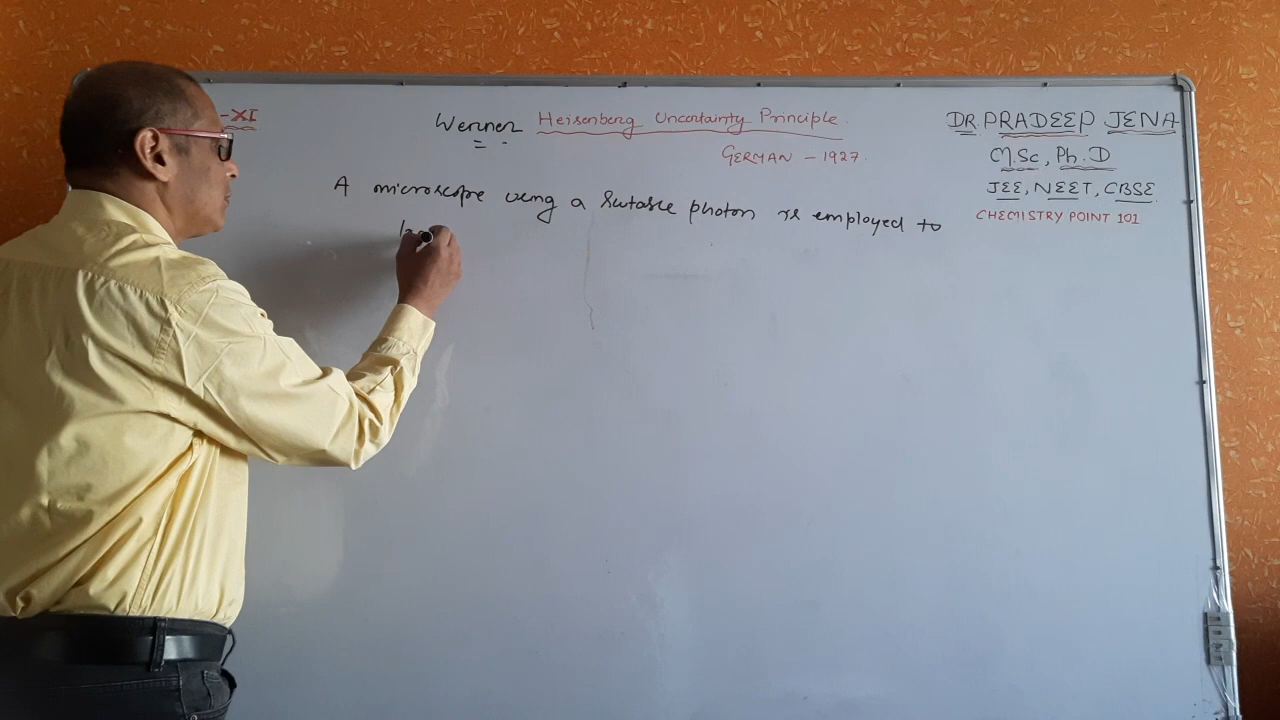 -XI
Werner Heisenberg Uncertainty Principle.
GERMAN - 1927.
DR. PRADEEP JENA
M.Sc, Ph.D
JEE, NEET, CBSE
CHEMISTRY POINT 101
A microscope using a sutable photon is employed to